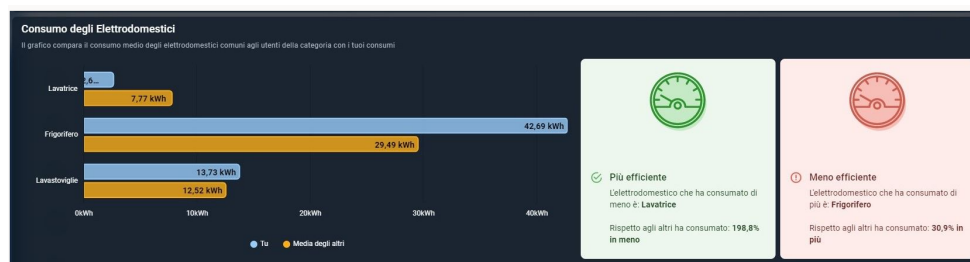 Consumo degli Elettrodomestici
Il grafico compara il consumo medio degli elettrodomestici comuni agli utenti della categoria con i tuoi consumi
Lavatrice
7,77 kWh
Frigorifero
42,69 kWh
29,49 kWh
Lavastoviglie
13,73 kWh
12,52 kWh
0kWh 10kWh 20kWh 30kWh 40kWh
Tu Media degli altri
Più efficiente
L'elettrodomestico che ha consumato di
meno è: Lavatrice
Rispetto agli altri ha consumato: 198,8%
in meno
Meno efficiente
L'elettrodomestico che ha consumato di
più è: Frigorifero
Rispetto agli altri ha consumato: 30,9% in
più